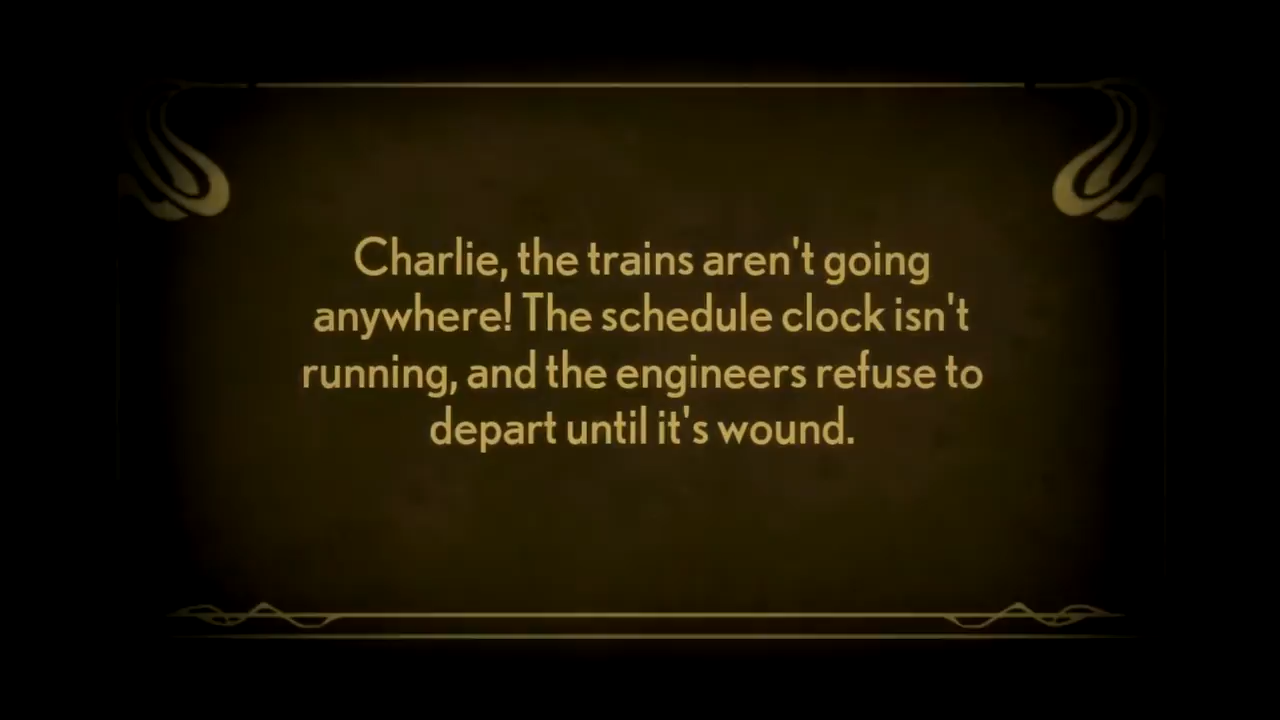 Charlie, the trains aren't going
anywhere! The schedule clock isn't
running, and the engineers refuse to
depart until it's wound.